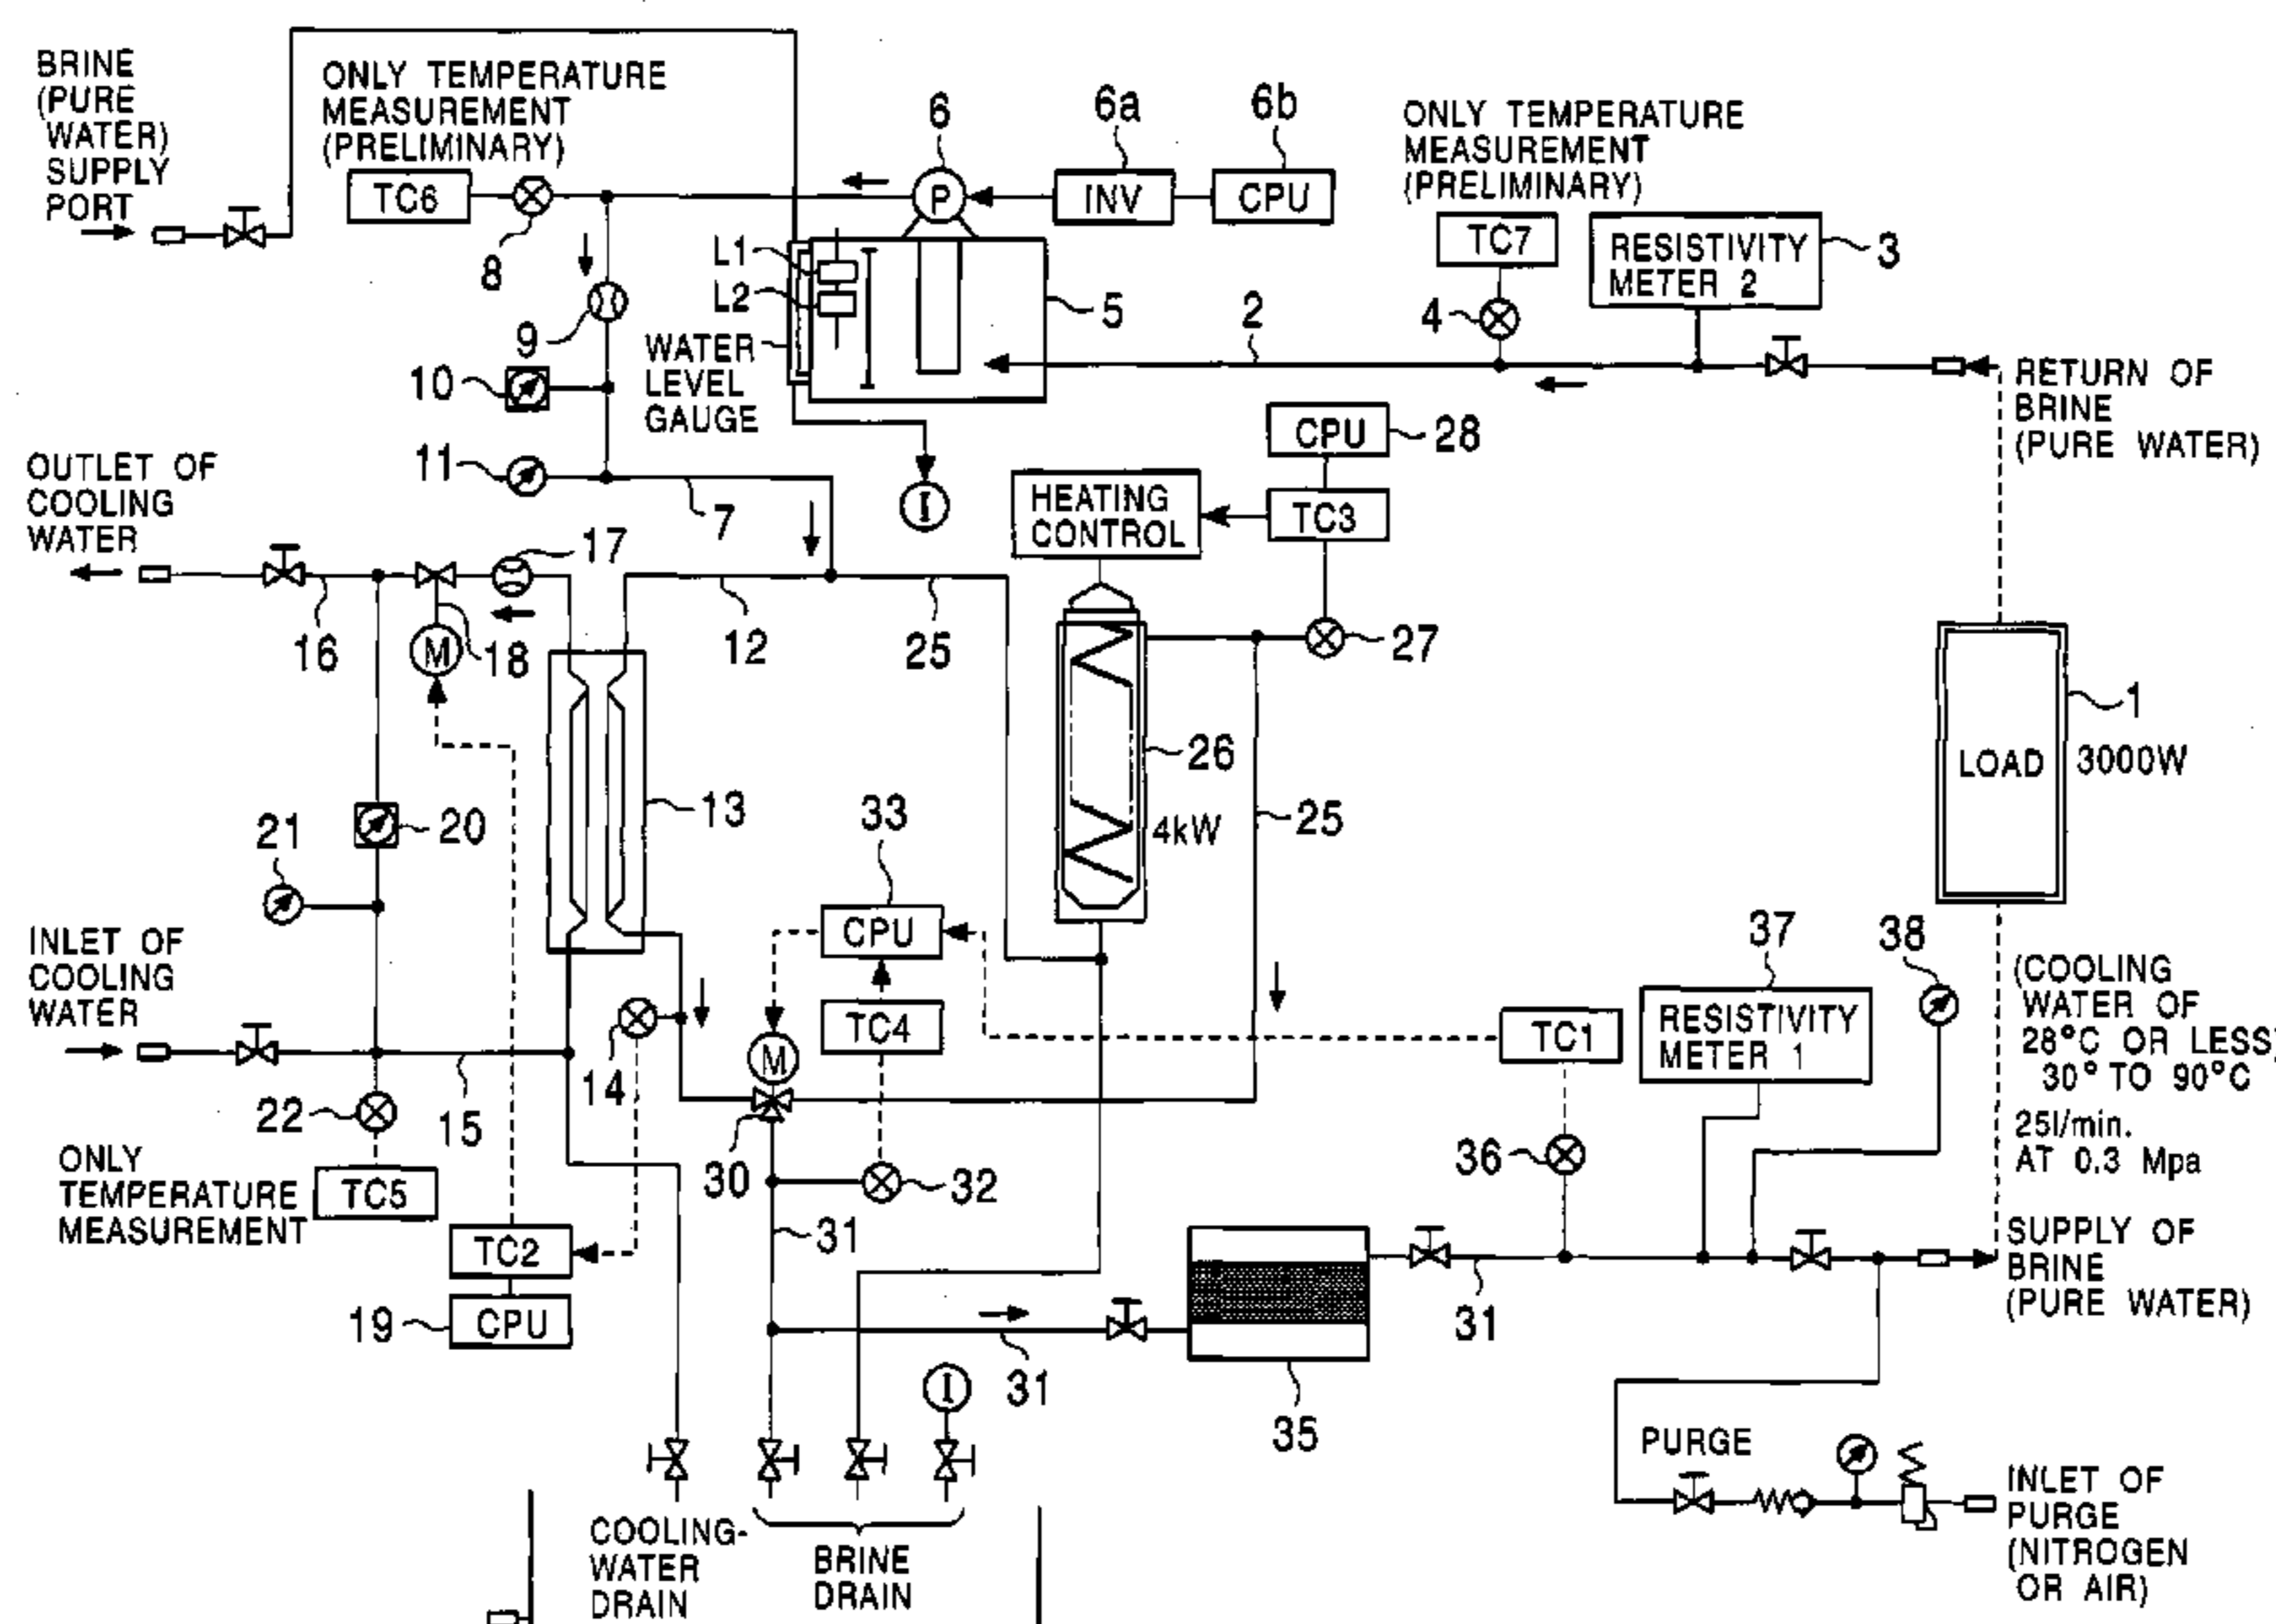 BRINE
(PURE
WATER)
SUPPLY
PORT
ONLY TEMPERATURE
MEASUREMENT
(PRELIMINARY)
TC6
8
6
P
6a
INV
6b
CPU
ONLY TEMPERATURE
MEASUREMENT
(PRELIMINARY)
TC7
RESISTIVITY
METER 2
3
4
L1
L2
5
2
9
10
WATER
LEVEL
GAUGE
RETURN OF
BRINE
(PURE WATER)
CPU
28
11
7
I
HEATING
CONTROL
TC3
OUTLET OF
COOLING
WATER
17
16
M
18
12
25
27
1
LOAD
3000W
26
4kW
25
13
20
21
33
CPU
INLET OF
COOLING
WATER
TC4
M
14
TC1
37
RESISTIVITY
METER 1
38
(COOLING
WATER OF
28°C OR LESS)
30° TO 90°C
25l/min.
AT 0.3 Mpa
22
15
30
32
36
ONLY
TEMPERATURE
MEASUREMENT
TC5
TC2
19
CPU
31
31
31
35
SUPPLY OF
BRINE
(PURE WATER)
I
PURGE
INLET OF
PURGE
(NITROGEN
OR AIR)
COOLING-
WATER
DRAIN
BRINE
DRAIN